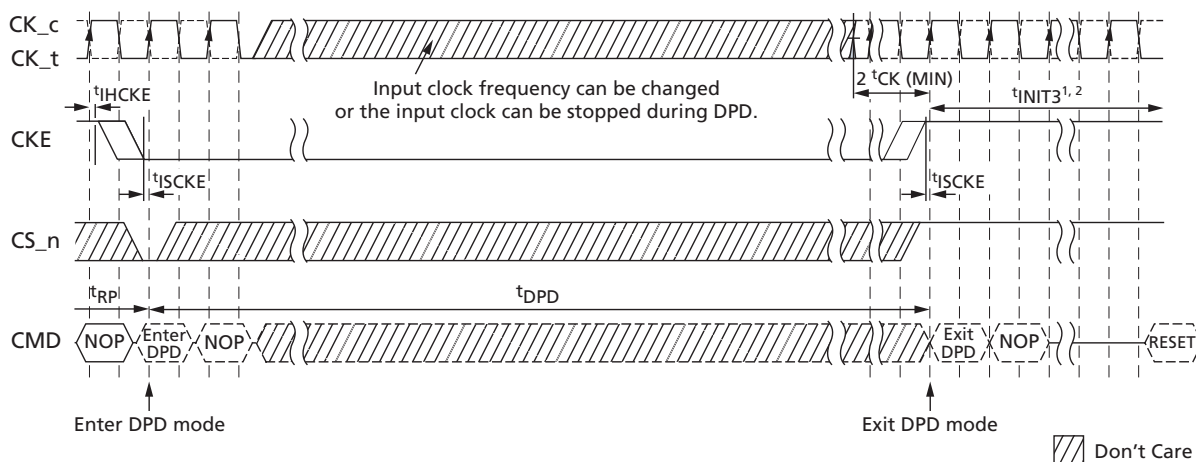 CK_c
CK_t
Input clock frequency can be changed
or the input clock can be stopped during DPD.
2 tCK (MIN)
tINIT31, 2
tIHCKE
CKE
tISCKE
tISCKE
CS_n
tRP
tDPD
CMD
NOP
Enter
DPD
NOP
Exit
DPD
NOP
RESET
Enter DPD mode
Exit DPD mode
Don't Care